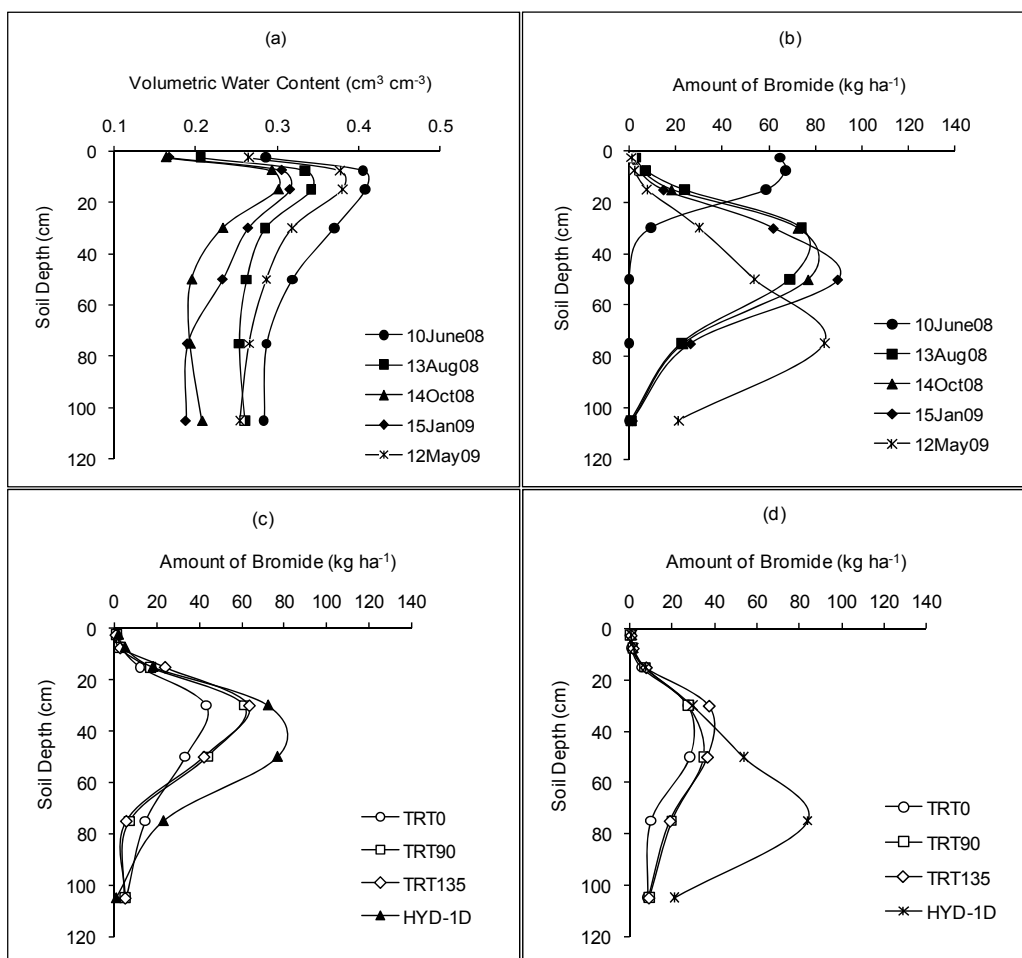 (a)
Volumetric Water Content (cm³ cm⁻³)
0.1 0.2 0.3 0.4 0.5
0
20
40
60
80
100
120
Soil Depth (cm)
10June08
13Aug08
14Oct08
15Jan09
12May09
(b)
Amount of Bromide (kg ha⁻¹)
0 20 40 60 80 100 120 140
0
20
40
60
80
100
120
Soil Depth (cm)
10June08
13Aug08
14Oct08
15Jan09
12May09
(c)
Amount of Bromide (kg ha⁻¹)
0 20 40 60 80 100 120 140
0
20
40
60
80
100
120
Soil Depth (cm)
TRT0
TRT90
TRT135
HYD-1D
(d)
Amount of Bromide (kg ha⁻¹)
0 20 40 60 80 100 120 140
0
20
40
60
80
100
120
Soil Depth (cm)
TRT0
TRT90
TRT135
HYD-1D